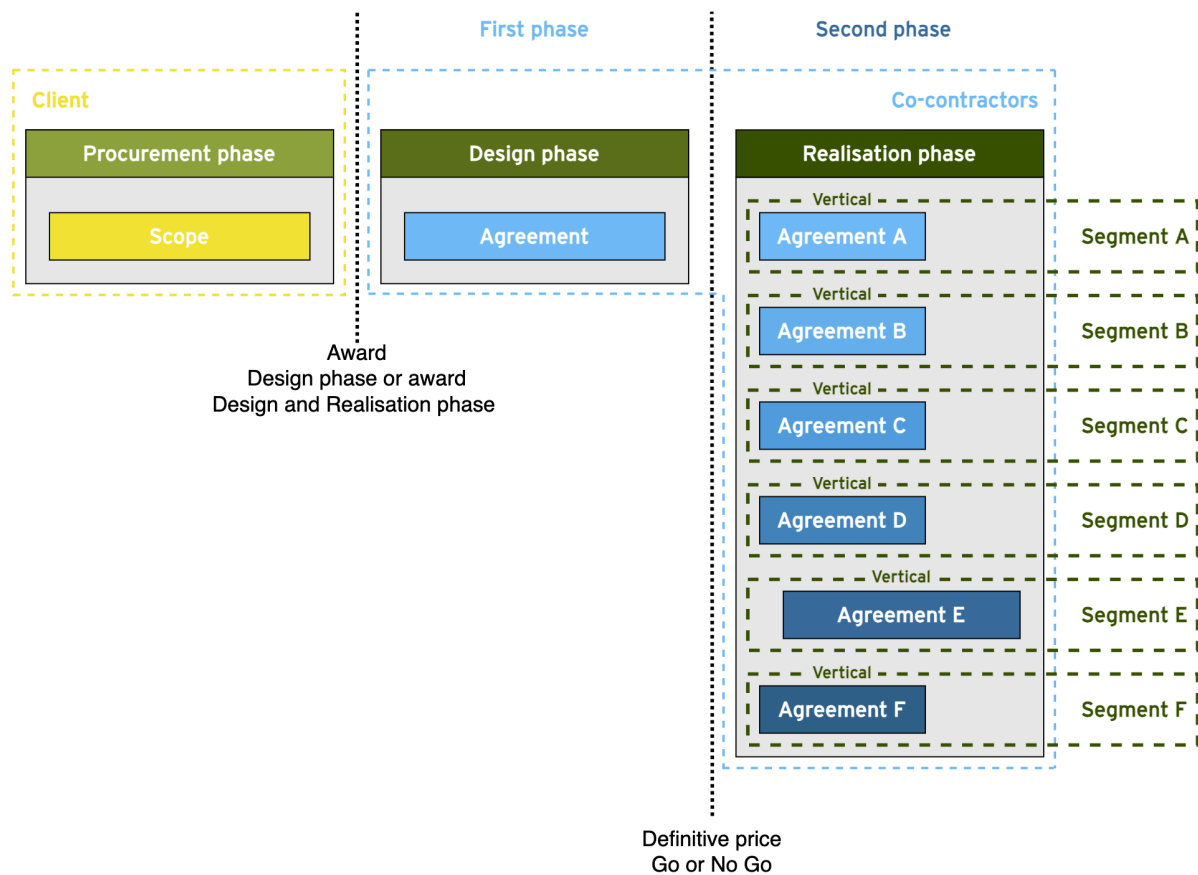 First phase
Second phase
Client
Co-contractors
Procurement phase
Design phase
Realisation phase
Scope
Agreement
Vertical
Agreement A
Segment A
Vertical
Agreement B
Segment B
Award
Design phase or award
Design and Realisation phase
Vertical
Agreement C
Segment C
Vertical
Agreement D
Segment D
Vertical
Agreement E
Segment E
Vertical
Agreement F
Segment F
Definitive price
Go or No Go